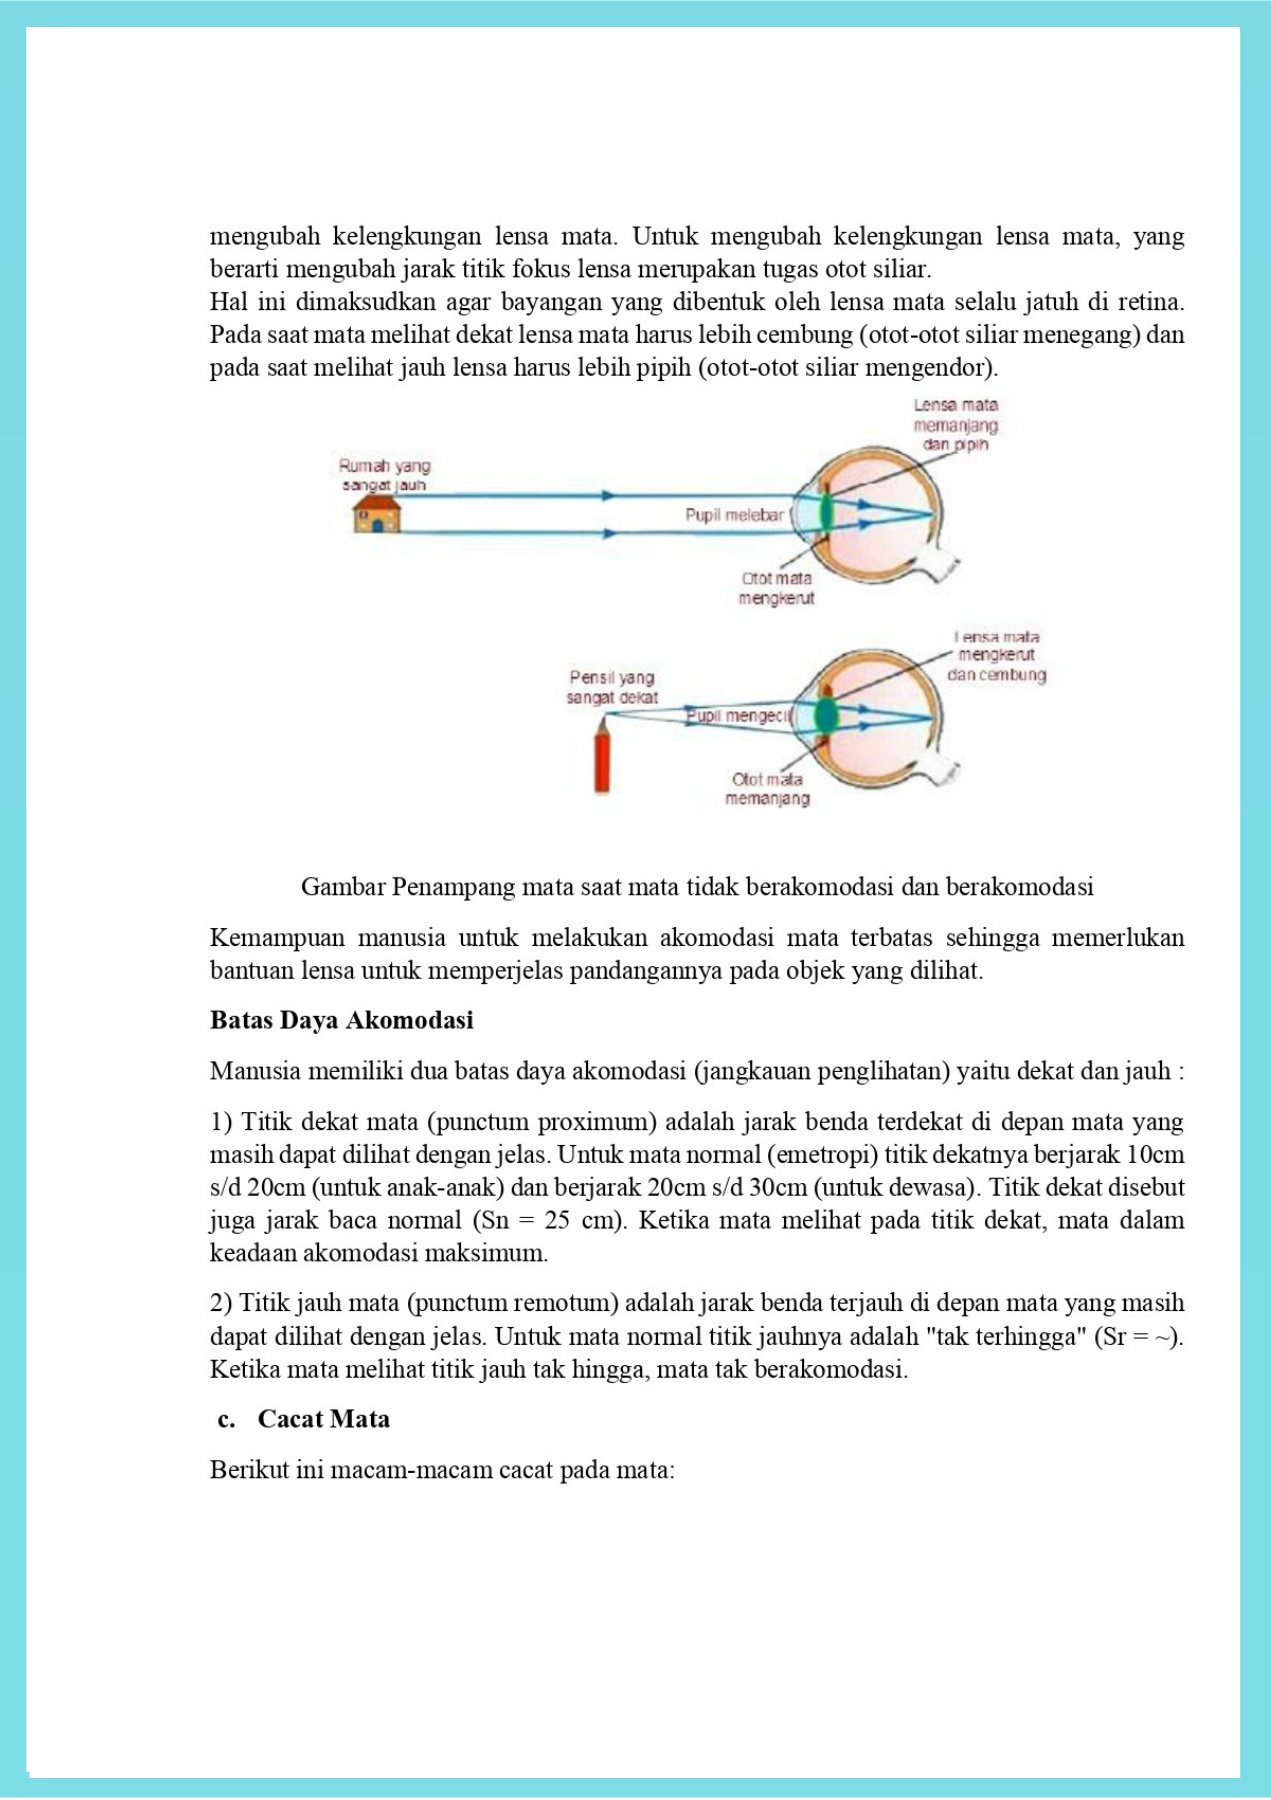 mengubah kelengkungan lensa mata. Untuk mengubah kelengkungan lensa mata, yang
berarti mengubah jarak titik fokus lensa merupakan tugas otot siliar.
Hal ini dimaksudkan agar bayangan yang dibentuk oleh lensa mata selalu jatuh di retina.
Pada saat mata melihat dekat lensa mata harus lebih cembung (otot-otot siliar menegang) dan
pada saat melihat jauh lensa harus lebih pipih (otot-otot siliar mengendor).
Lensa mata
memanjang
dan pipih
Rumah yang
sangat jauh
Pupil melebar
Otot mata
mengkerut
Lensa mata
mengkerut
dan cembung
Pensil yang
sangat dekat
Pupil mengecil
Otot mata
memanjang
Gambar Penampang mata saat mata tidak berakomodasi dan berakomodasi
Kemampuan manusia untuk melakukan akomodasi mata terbatas sehingga memerlukan
bantuan lensa untuk memperjelas pandangannya pada objek yang dilihat.
Batas Daya Akomodasi
Manusia memiliki dua batas daya akomodasi (jangkauan penglihatan) yaitu dekat dan jauh :
1) Titik dekat mata (punctum proximum) adalah jarak benda terdekat di depan mata yang
masih dapat dilihat dengan jelas. Untuk mata normal (emetropi) titik dekatnya berjarak 10cm
s/d 20cm (untuk anak-anak) dan berjarak 20cm s/d 30cm (untuk dewasa). Titik dekat disebut
juga jarak baca normal (Sn = 25 cm). Ketika mata melihat pada titik dekat, mata dalam
keadaan akomodasi maksimum.
2) Titik jauh mata (punctum remotum) adalah jarak benda terjauh di depan mata yang masih
dapat dilihat dengan jelas. Untuk mata normal titik jauhnya adalah "tak terhingga" (Sr = ~).
Ketika mata melihat titik jauh tak hingga, mata tak berakomodasi.
c. Cacat Mata
Berikut ini macam-macam cacat pada mata: